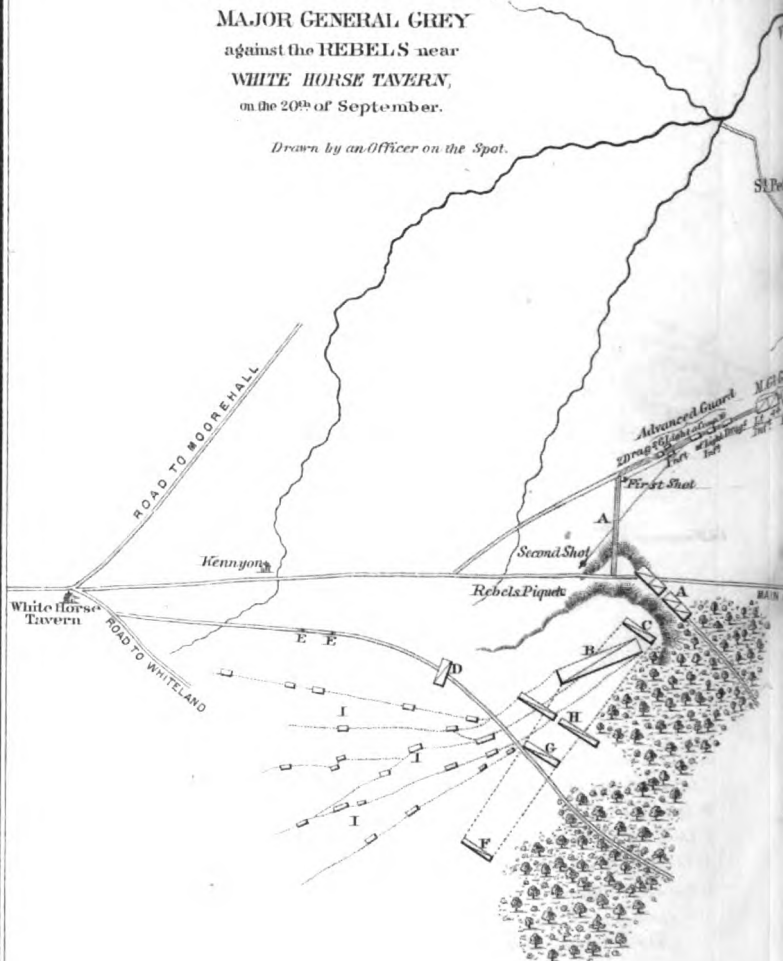 MAJOR GENERAL GREY
against the REBELS near
WHITE HORSE TAVERN,
on the 20th of September.
Drawn by an Officer on the Spot.
ROAD TO MOOREHALL
Advanced Guard
First Shot
A
Second Shot
Kennyon
Rebels Piquet
A
MAIN
White Horse
Tavern
ROAD TO WHITELAND
E E
C
B
D
I
H
G
I
I
F